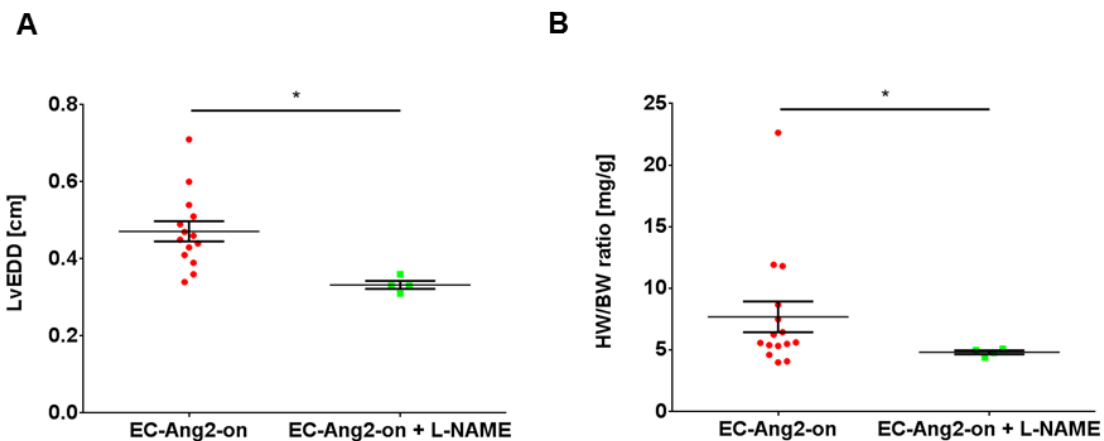 A
LvEDD [cm]
0.8
0.6
0.4
0.2
0.0
*
EC-Ang2-on
EC-Ang2-on + L-NAME
B
HW/BW ratio [mg/g]
25
20
15
10
5
0
*
EC-Ang2-on
EC-Ang2-on + L-NAME